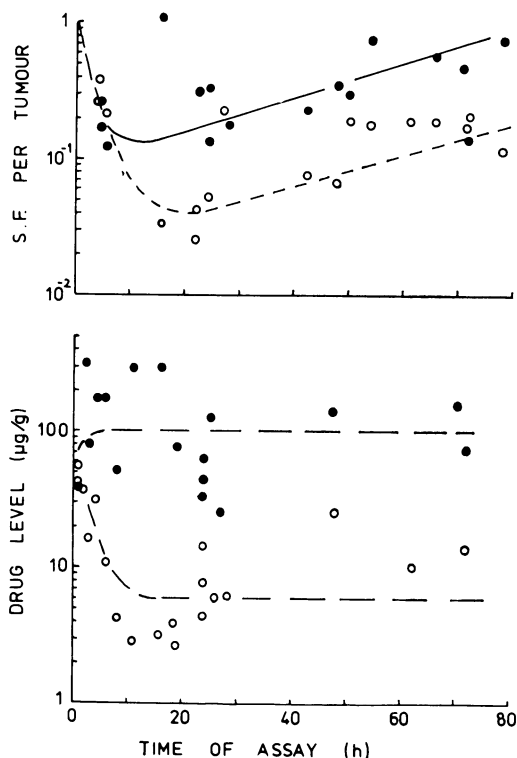 1
10-1
10-2
S.F. PER TUMOUR
100
10
1
DRUG LEVEL (µg/g)
0 20 40 60 80
TIME OF ASSAY (h)